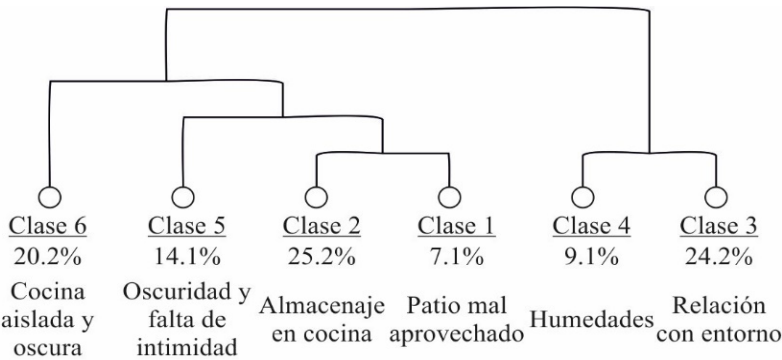 Clase 6
20.2%
Cocina
aislada y
oscura
Clase 5
14.1%
Oscuridad y
falta de
intimidad
Clase 2
25.2%
Almacenaje
en cocina
Clase 1
7.1%
Patio mal
aprovechado
Clase 4
9.1%
Humedades
Clase 3
24.2%
Relación
con entorno